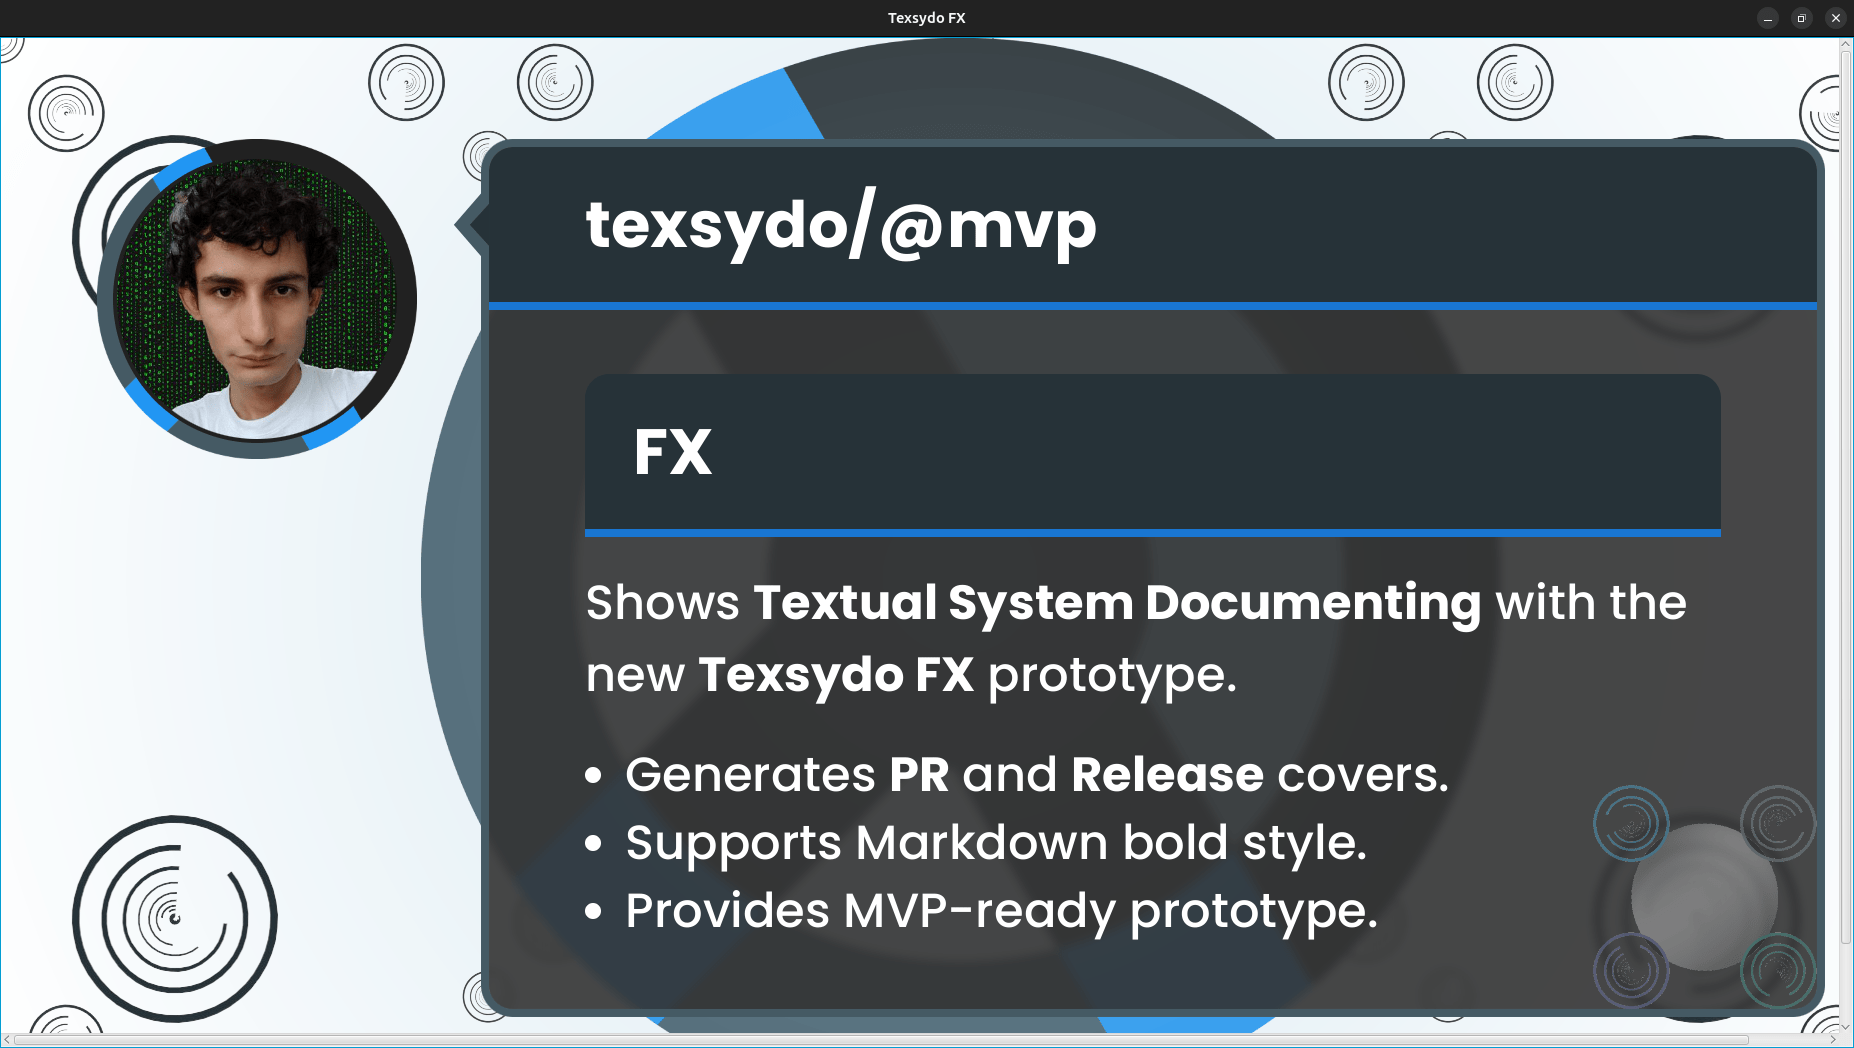 Texsydo FX
texsydo/@mvp
FX
Shows Textual System Documenting with the
new Texsydo FX prototype.
• Generates PR and Release covers.
• Supports Markdown bold style.
• Provides MVP-ready prototype.